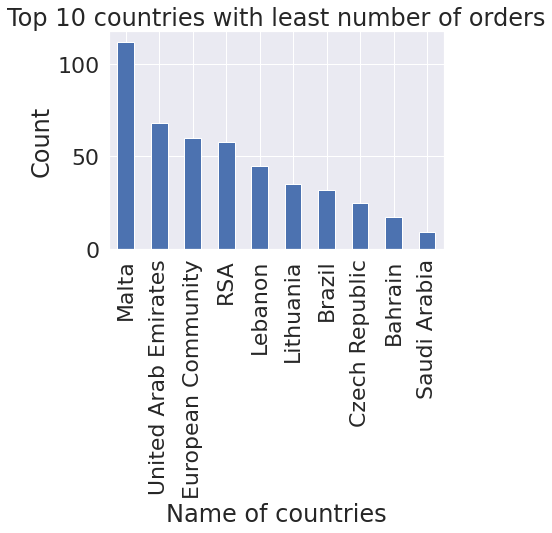 Top 10 countries with least number of orders
Count
100
50
0
Malta
United Arab Emirates
European Community
RSA
Lebanon
Lithuania
Brazil
Czech Republic
Bahrain
Saudi Arabia
Name of countries